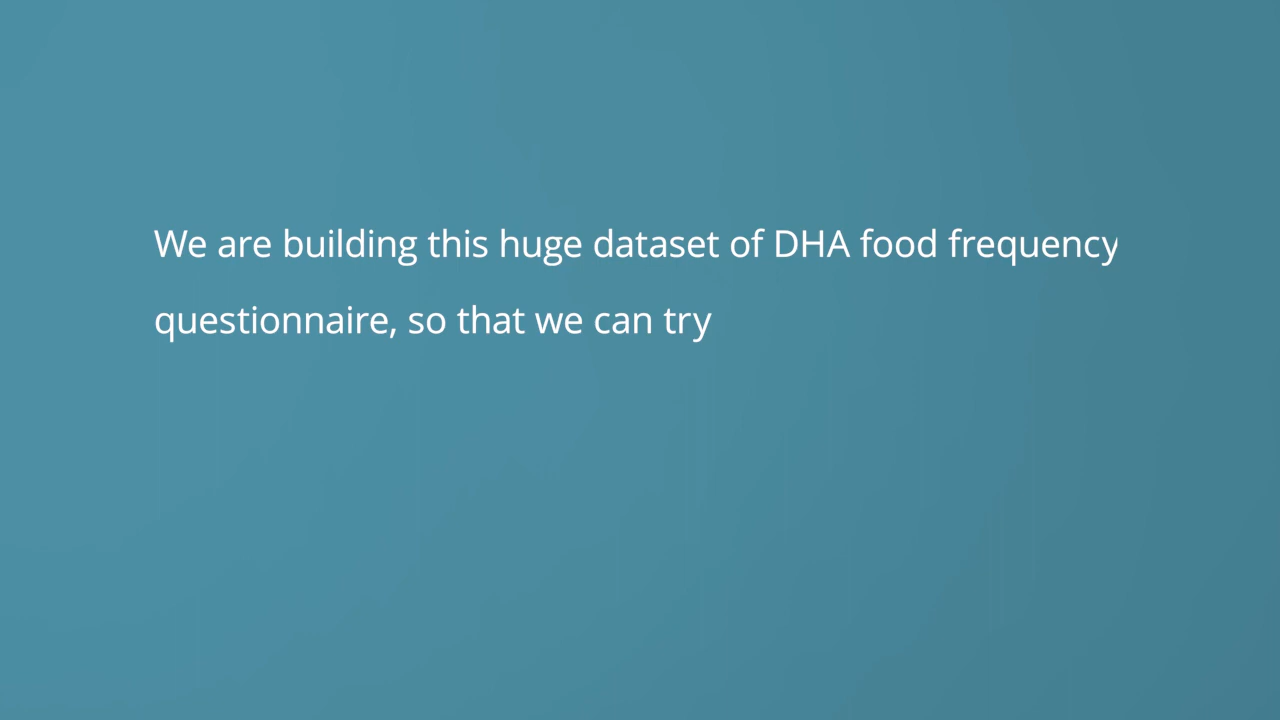 We are building this huge dataset of DHA food frequency
questionnaire, so that we can try